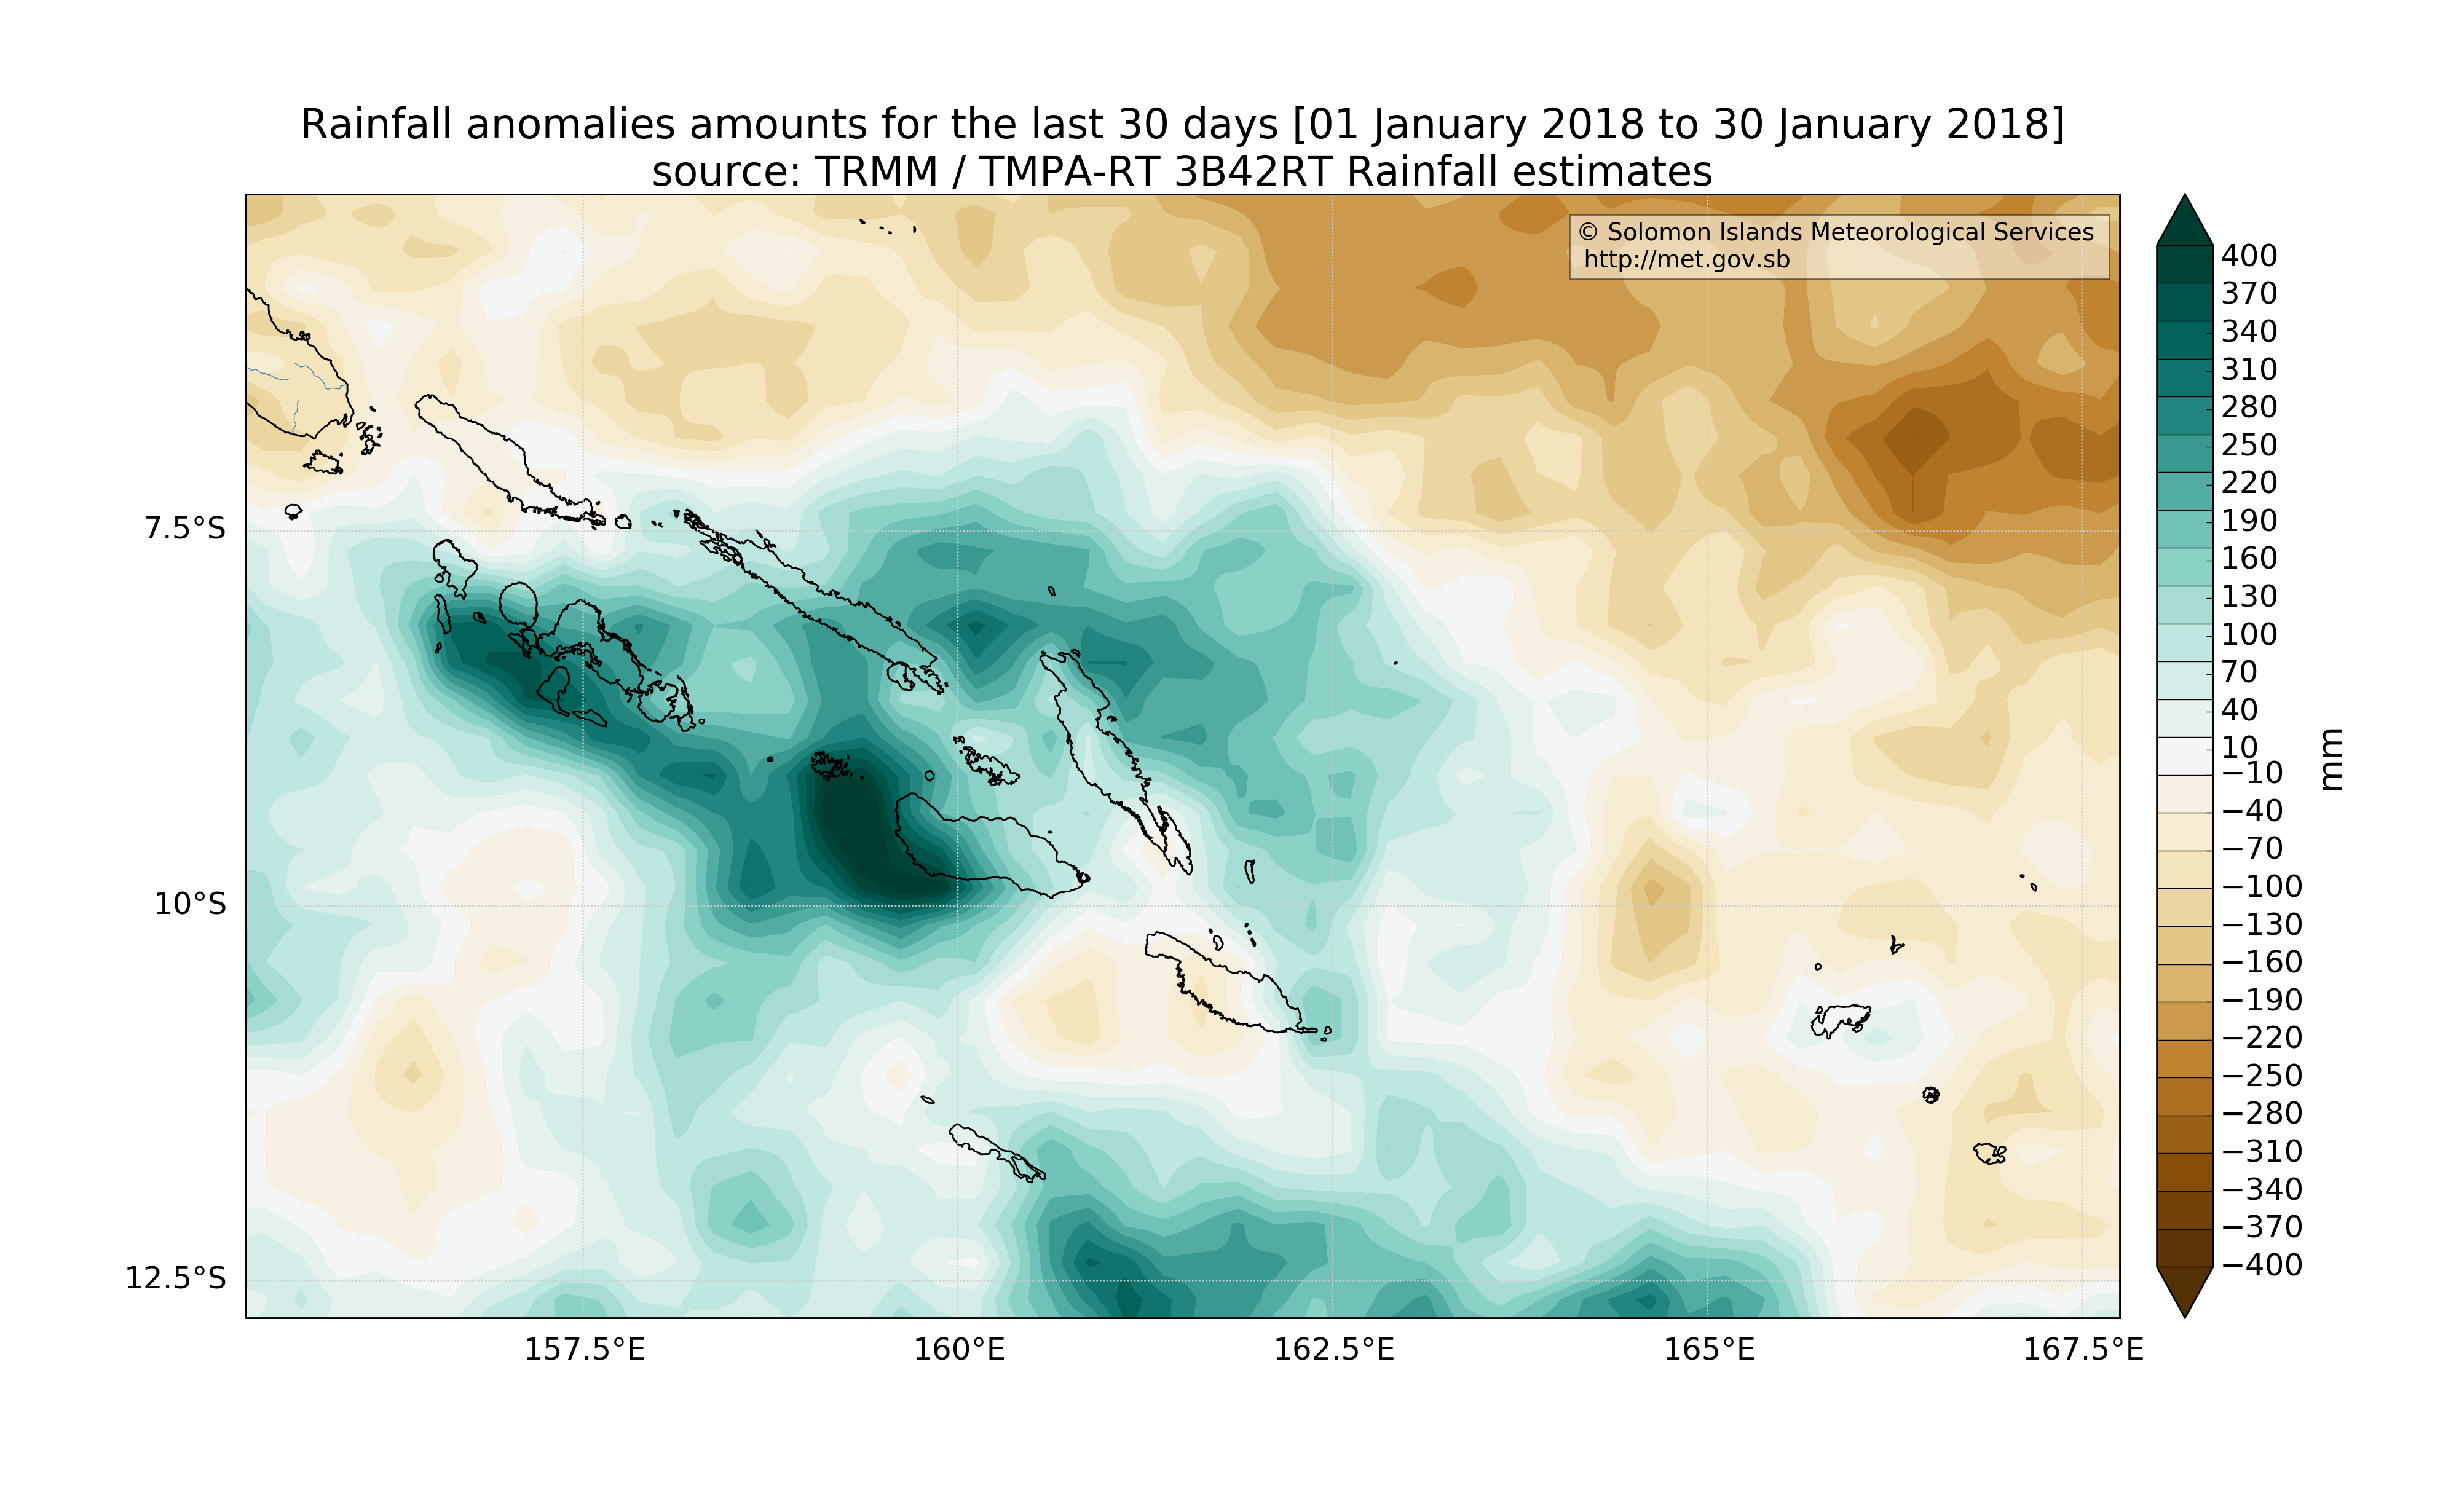 Rainfall anomalies amounts for the last 30 days [01 January 2018 to 30 January 2018]
source: TRMM / TMPA-RT 3B42RT Rainfall estimates
© Solomon Islands Meteorological Services
http://met.gov.sb
7.5°S
10°S
12.5°S
157.5°E
160°E
162.5°E
165°E
167.5°E
400
370
340
310
280
250
220
190
160
130
100
70
40
10
−10
−40
−70
−100
−130
−160
−190
−220
−250
−280
−310
−340
−370
−400
mm